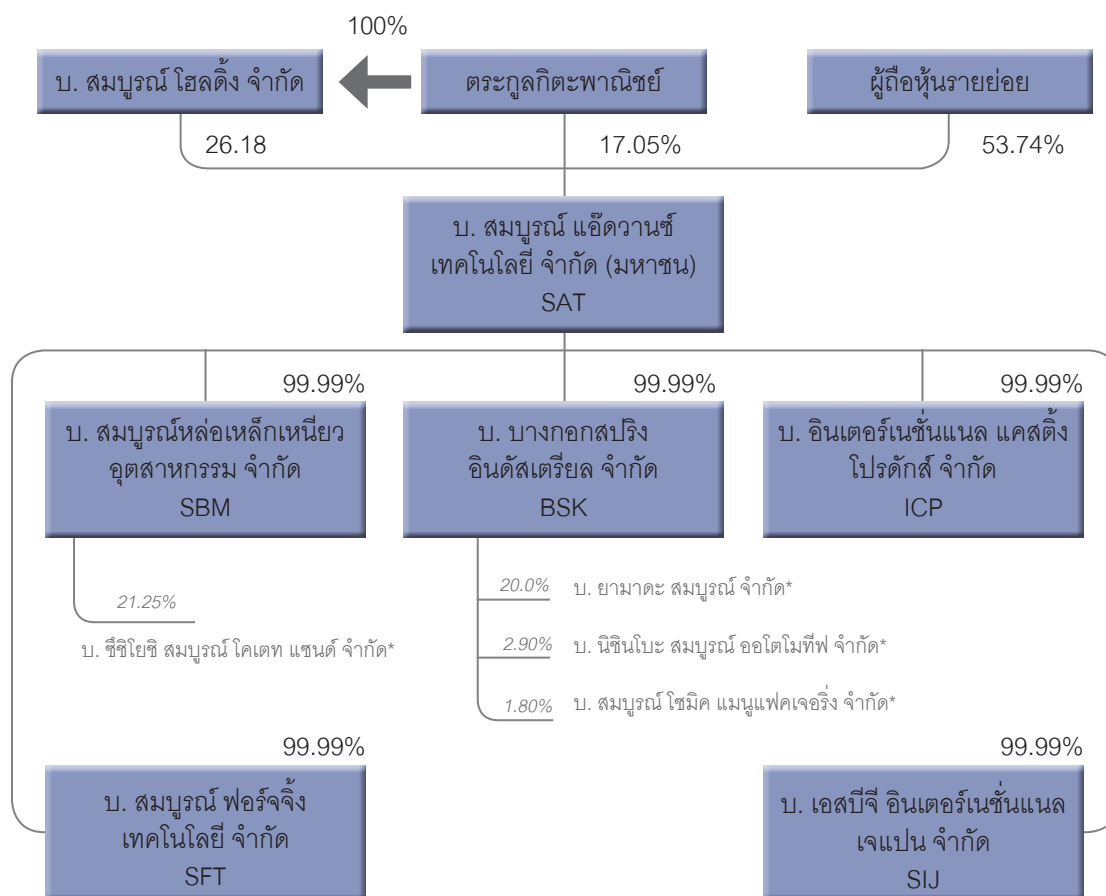 100%
บ. สมบูรณ์ โฮลดิ้ง จำกัด
ตระกูลกิตะพาณิชย์
ผู้ถือหุ้นรายย่อย
26.18
17.05%
53.74%
บ. สมบูรณ์ แอ๊ดวานซ์
เทคโนโลยี จำกัด (มหาชน)
SAT
99.99%
99.99%
99.99%
บ. สมบูรณ์หล่อเหล็กเหนียว
อุตสาหกรรม จำกัด
SBM
บ. บางกอกสปริง
อินดัสเตรียล จำกัด
BSK
บ. อินเตอร์เนชั่นแนล แคสติ้ง
โปรดักส์ จำกัด
ICP
21.25%
บ. ซึชิโยชิ สมบูรณ์ โคเตท แซนด์ จำกัด*
20.0% บ. ยามาดะ สมบูรณ์ จำกัด*
2.90% บ. นิชินโบะ สมบูรณ์ ออโตโมทีฟ จำกัด*
1.80% บ. สมบูรณ์ โซมิค แมนูแฟคเจอริ่ง จำกัด*
99.99%
99.99%
บ. สมบูรณ์ ฟอร์จจิ้ง
เทคโนโลยี จำกัด
SFT
บ. เอสบีจี อินเตอร์เนชั่นแนล
เจแปน จำกัด
SIJ